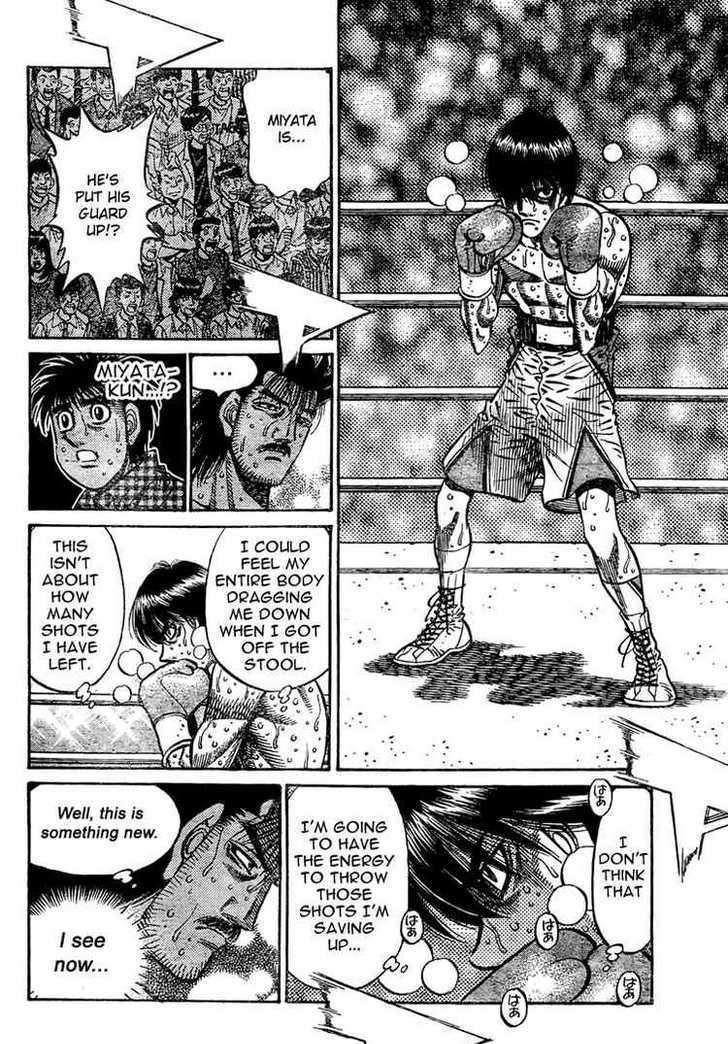 MIYATA
IS...
HE'S
PUT HIS
GUARD
UP!?
...
MIYATA-
KUN...!?
I COULD
FEEL MY
ENTIRE BODY
DRAGGING
ME DOWN
WHEN I GOT
OFF THE
STOOL.
THIS
ISN'T
ABOUT
HOW
MANY
SHOTS
I HAVE
LEFT.
I
DON'T
THINK
THAT
I'M GOING
TO HAVE
THE ENERGY
TO THROW
THOSE
SHOTS I'M
SAVING
UP...
はぁ
はぁ
はぁ
はぁ
はぁ
Well, this is
something new.
I see
now...